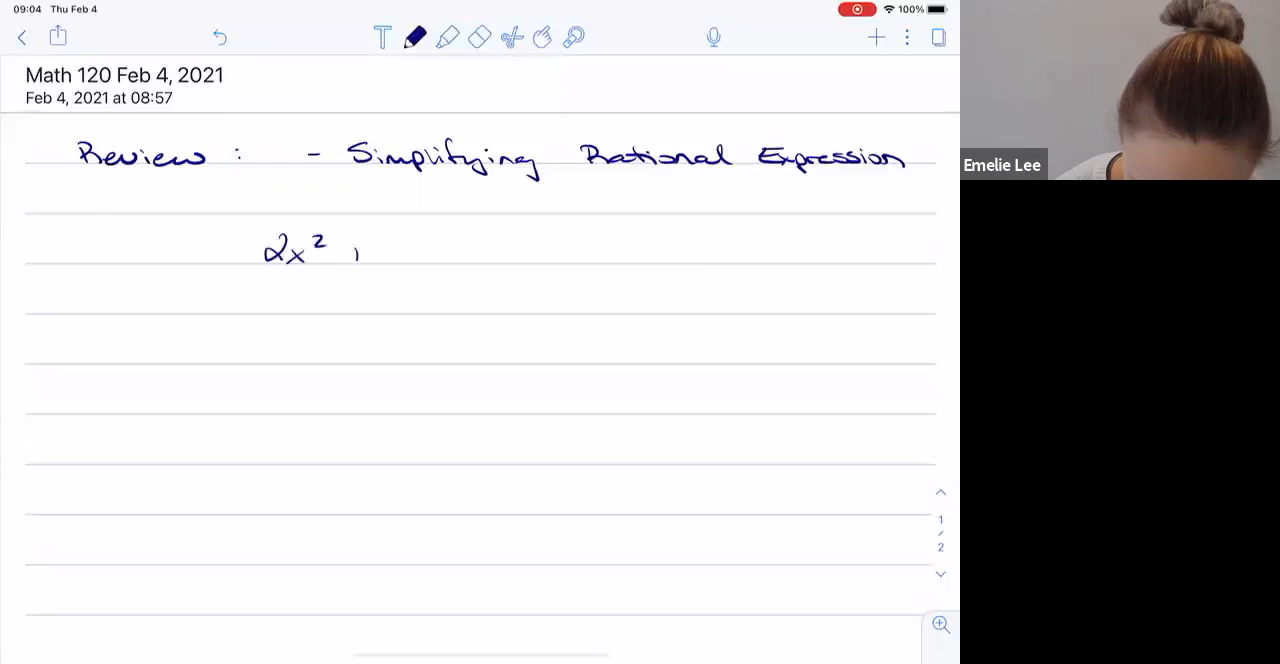 09:04 Thu Feb 4
100%
T
Math 120 Feb 4, 2021
Feb 4, 2021 at 08:57
Review : - Simplifying Rational Expression
2x²
1
/
2
Emelie Lee